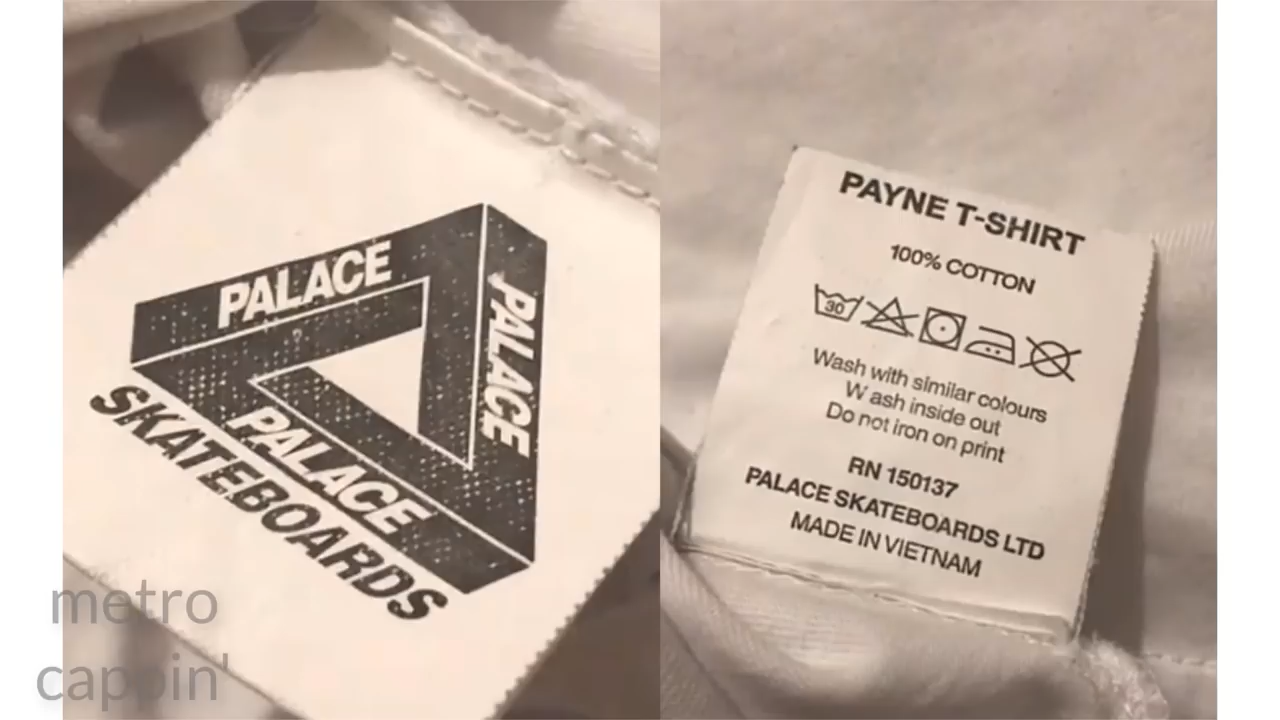 PALACE
PALACE
PALACE
SKATEBOARDS
PAYNE T-SHIRT
100% COTTON
30
Wash with similar colours
W ash inside out
Do not iron on print
RN 150137
PALACE SKATEBOARDS LTD
MADE IN VIETNAM
metro
cappin'